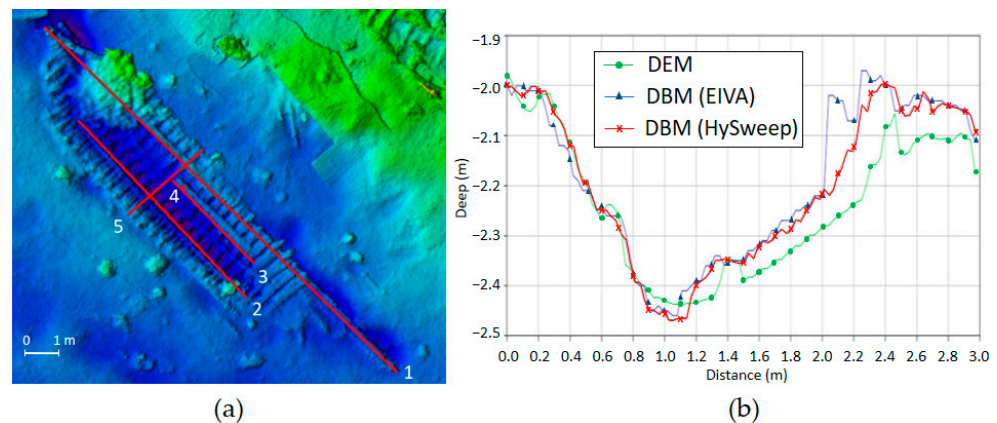 4
5
3
2
0 1 m
1
(a)
−1.9
−2.0
−2.1
−2.2
−2.3
−2.4
−2.5
Deep (m)
DEM
DBM (EIVA)
DBM (HySweep)
0.0 0.2 0.4 0.6 0.8 1.0 1.2 1.4 1.6 1.8 2.0 2.2 2.4 2.6 2.8 3.0
Distance (m)
(b)